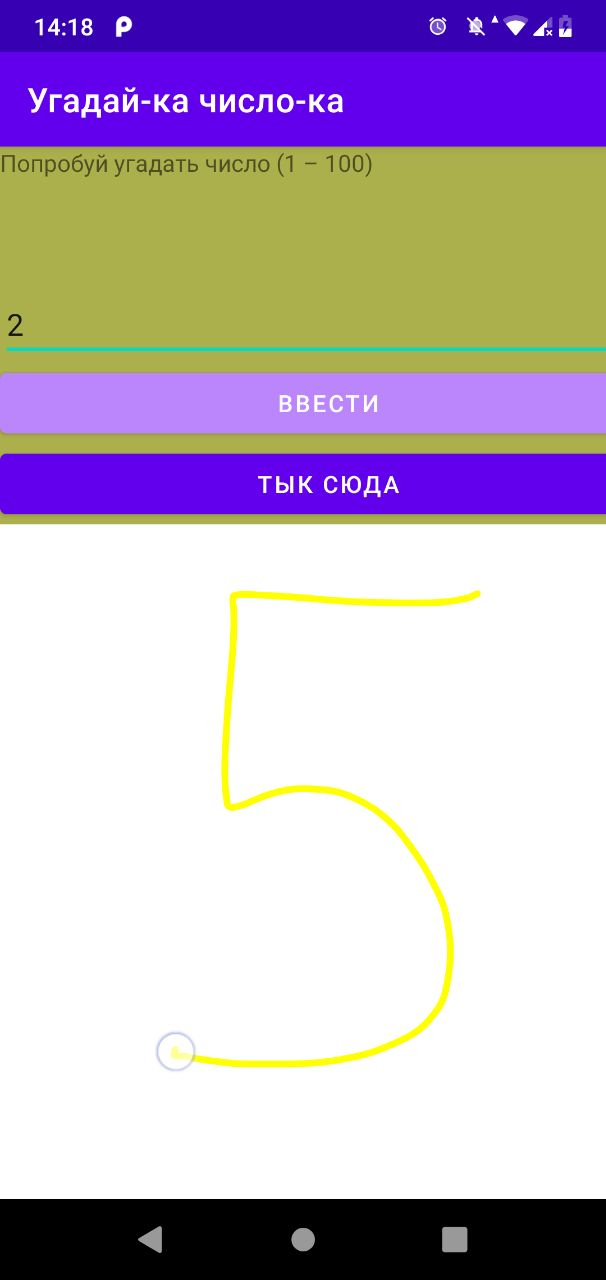 14:18
Угадай-ка число-ка
Попробуй угадать число (1 – 100)
2
ВВЕСТИ
ТЫК СЮДА
5